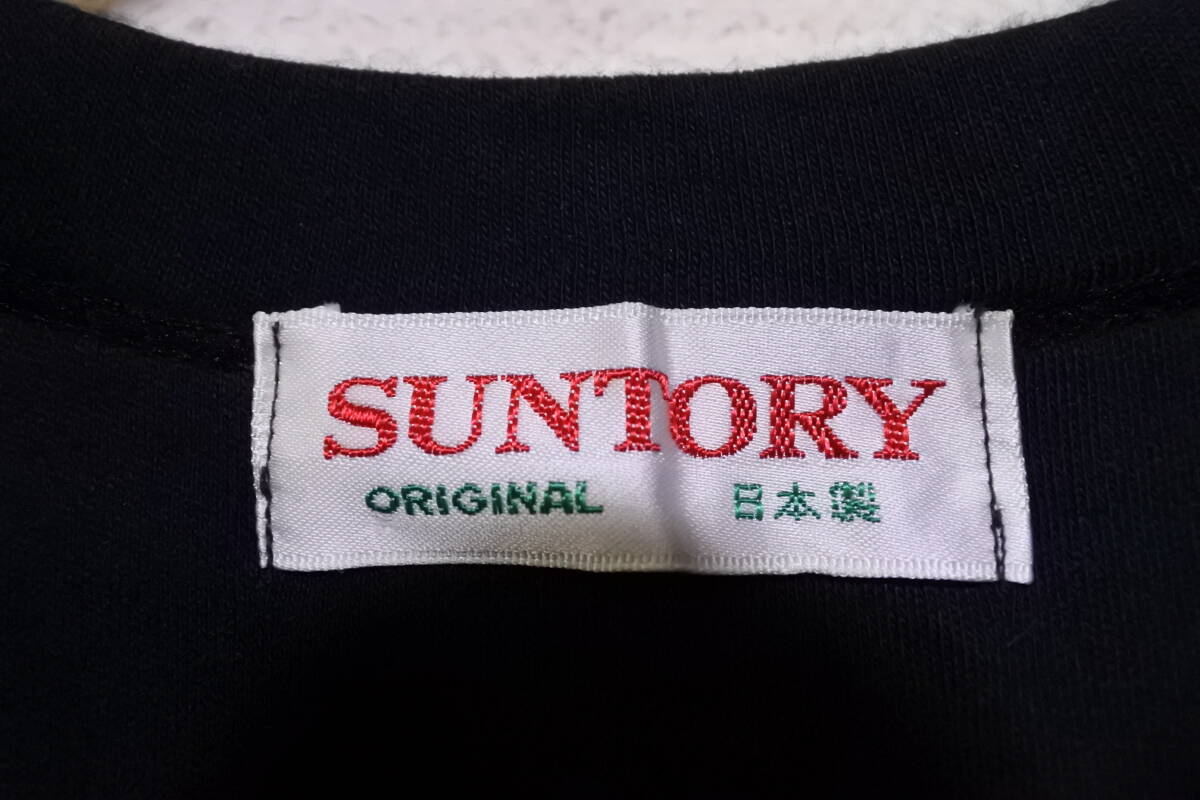 SUNTORY
ORIGINAL 日本製